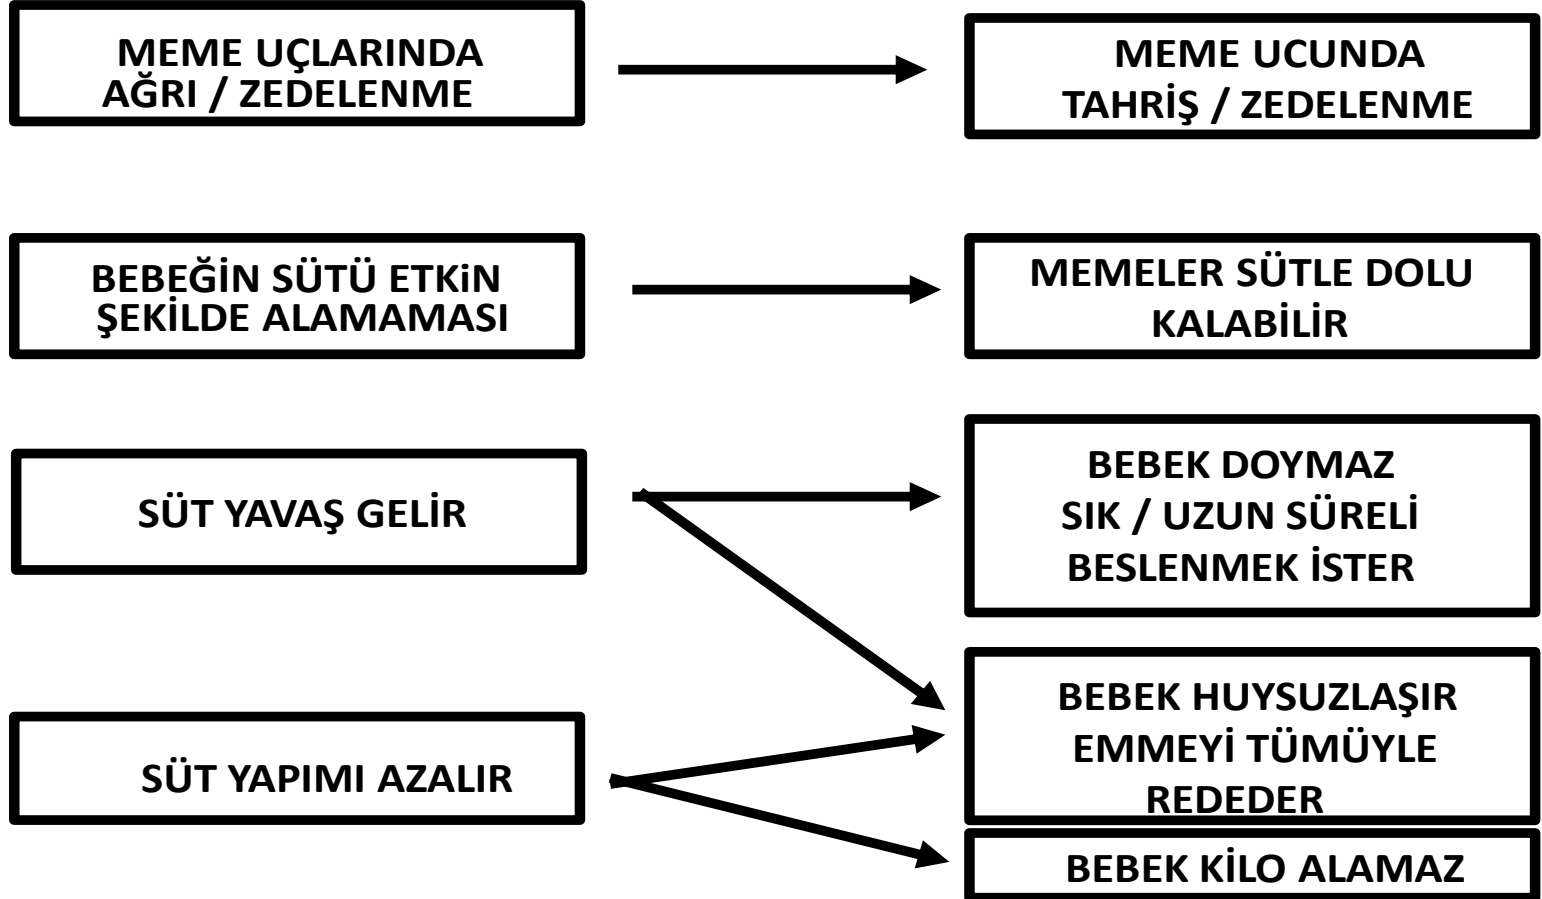 MEME UÇLARINDA
AĞRI / ZEDELENME
MEME UCUNDA
TAHRİŞ / ZEDELENME
BEBEĞİN SÜTÜ ETKiN
ŞEKİLDE ALAMAMASI
MEMELER SÜTLE DOLU
KALABİLİR
SÜT YAVAŞ GELİR
BEBEK DOYMAZ
SIK / UZUN SÜRELİ
BESLENMEK İSTER
SÜT YAPIMI AZALIR
BEBEK HUYSUZLAŞIR
EMMEYİ TÜMÜYLE
REDEDER
BEBEK KİLO ALAMAZ